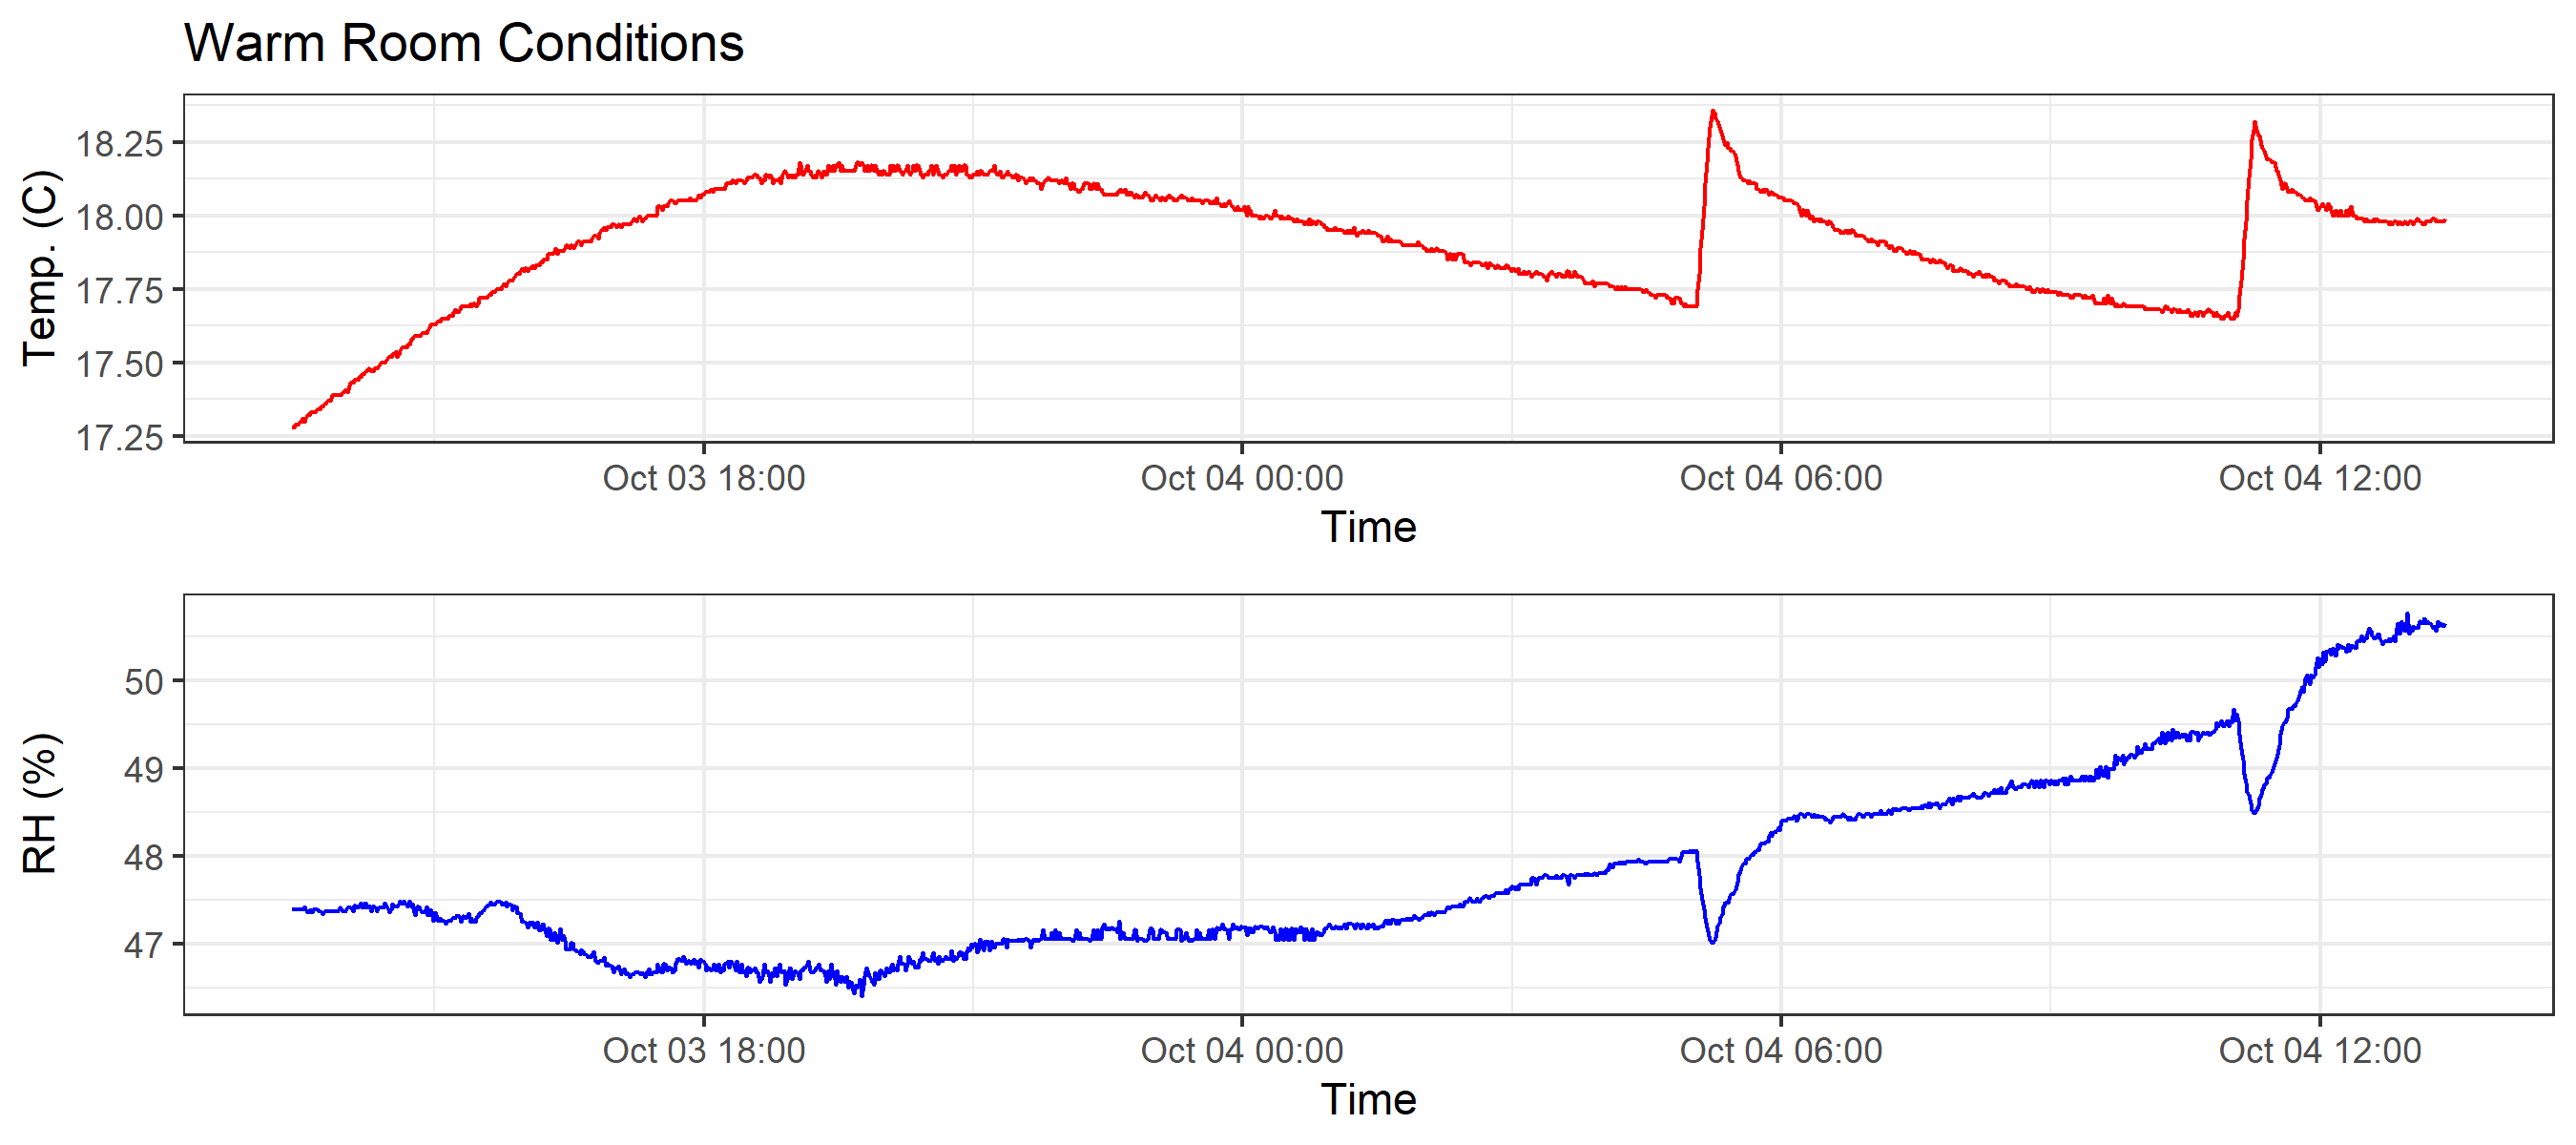 Warm Room Conditions
Temp. (C)
18.25
18.00
17.75
17.50
17.25
Oct 03 18:00 Oct 04 00:00 Oct 04 06:00 Oct 04 12:00
Time
RH (%)
50
49
48
47
Oct 03 18:00 Oct 04 00:00 Oct 04 06:00 Oct 04 12:00
Time